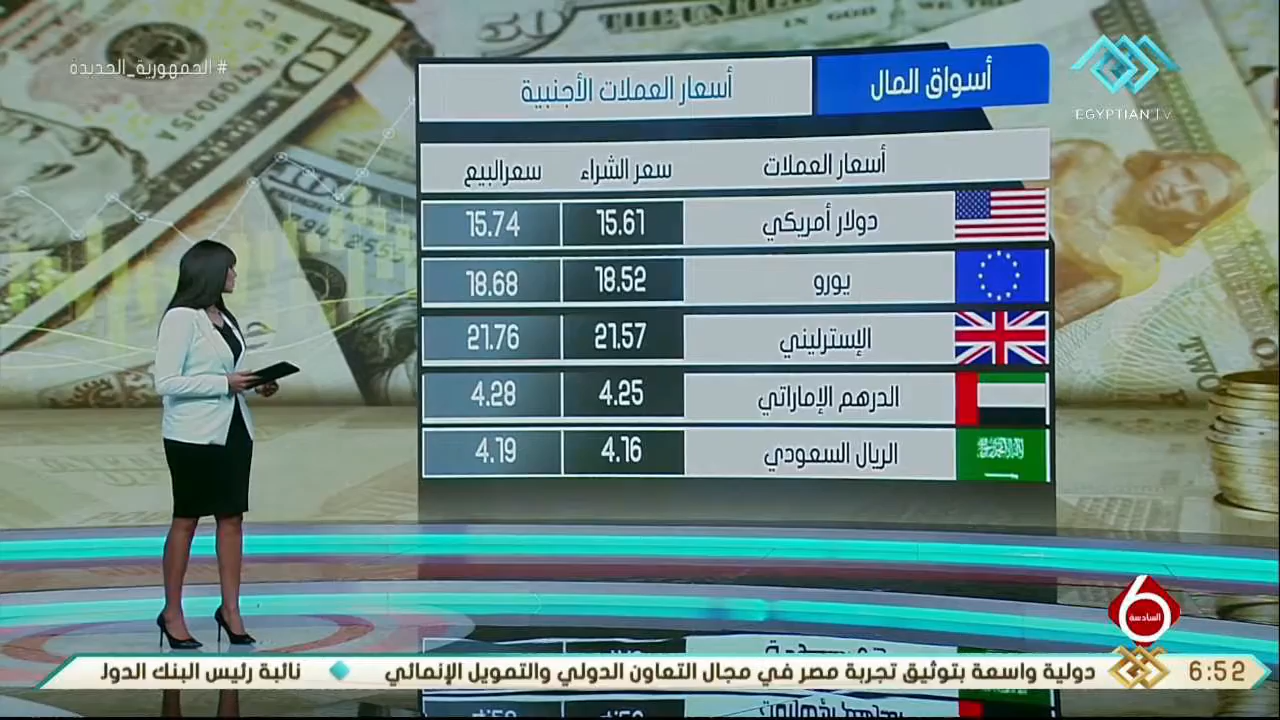 #الجمهورية_الجديدة
EGYPTIAN TV
أسواق المال
أسعار العملات الأجنبية
أسعار العملات سعر الشراء سعر البيع
دولار أمريكي 15.61 15.74
يورو 18.52 18.68
الإسترليني 21.57 21.76
الدرهم الإماراتي 4.25 4.28
الريال السعودي 4.16 4.19
6
السادسة
6:52
دولية واسعة بتوثيق تجربة مصر في مجال التعاون الدولي والتمويل الإنمائي
نائبة رئيس البنك الدول